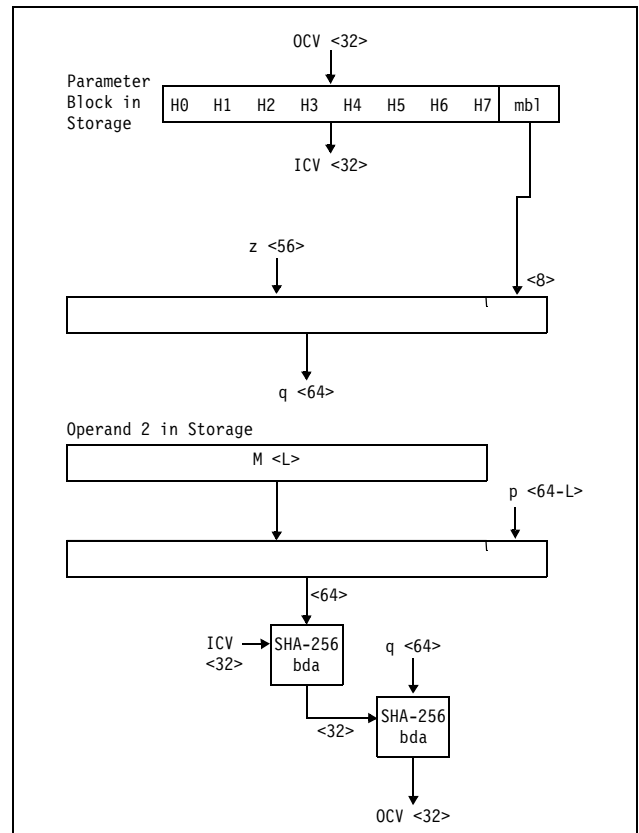 OCV <32>
Parameter
Block in
Storage
H0 H1 H2 H3 H4 H5 H6 H7 mbl
ICV <32>
z <56>
<8>
q <64>
Operand 2 in Storage
M <L>
p <64-L>
<64>
ICV
<32>
SHA-256
bda
q <64>
<32>
SHA-256
bda
OCV <32>